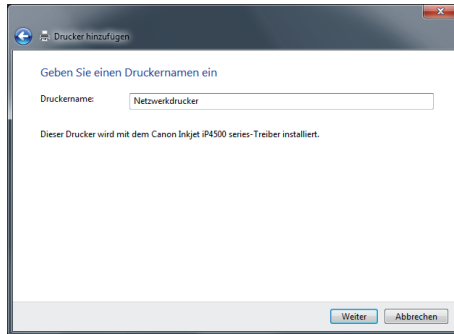 Drucker hinzufügen
Geben Sie einen Druckernamen ein
Druckername: Netzwerkdrucker
Dieser Drucker wird mit dem Canon Inkjet iP4500 series-Treiber installiert.
Weiter Abbrechen